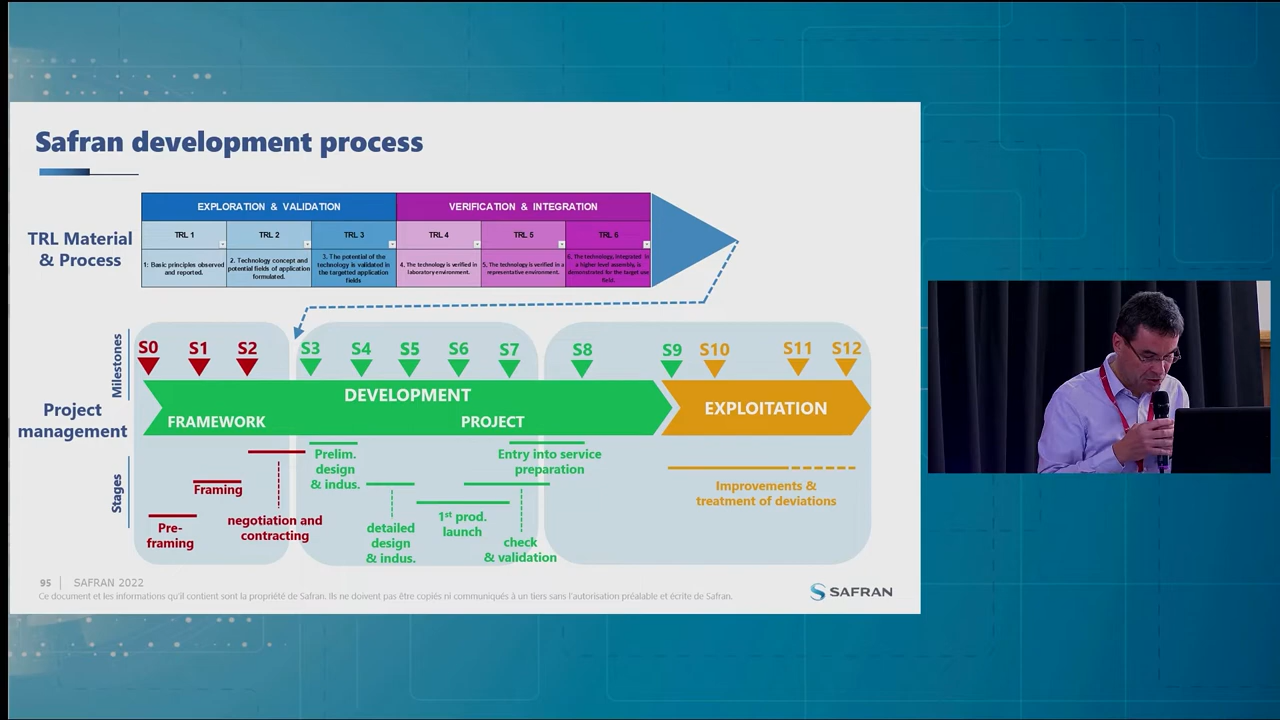 Safran development process
TRL Material
& Process
EXPLORATION & VALIDATION
VERIFICATION & INTEGRATION
TRL 1
TRL 2
TRL 3
TRL 4
TRL 5
TRL 6
1: Basic principles observed
and reported.
2. Technology concept and
potential fields of application
formulated.
3. The potential of the
technology is validated in
the targetted application
fields
4. The technology is verified in
laboratory environment.
5. The technology is verified in a
representative environment.
6. The technology, integrated in
a higher level assembly, is
demonstrated for the target use
field.
Milestones
S0
S1
S2
S3
S4
S5
S6
S7
S8
S9
S10
S11
S12
Project
management
DEVELOPMENT
FRAMEWORK
PROJECT
EXPLOITATION
Stages
Pre-
framing
Framing
negotiation and
contracting
Prelim.
design
& indus.
detailed
design
& indus.
1st prod.
launch
Entry into service
preparation
check
& validation
Improvements &
treatment of deviations
95 | SAFRAN 2022
Ce document et les informations qu'il contient sont la propriété de Safran. Ils ne doivent pas être copiés ni communiqués à un tiers sans l'autorisation préalable et écrite de Safran.
SAFRAN